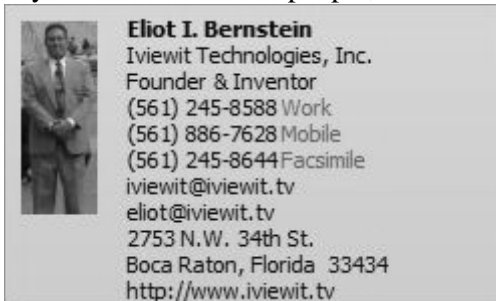 Eliot I. Bernstein
Iviewit Technologies, Inc.
Founder & Inventor
(561) 245-8588 Work
(561) 886-7628 Mobile
(561) 245-8644 Facsimile
iviewit@iviewit.tv
eliot@iviewit.tv
2753 N.W. 34th St.
Boca Raton, Florida 33434
http://www.iviewit.tv